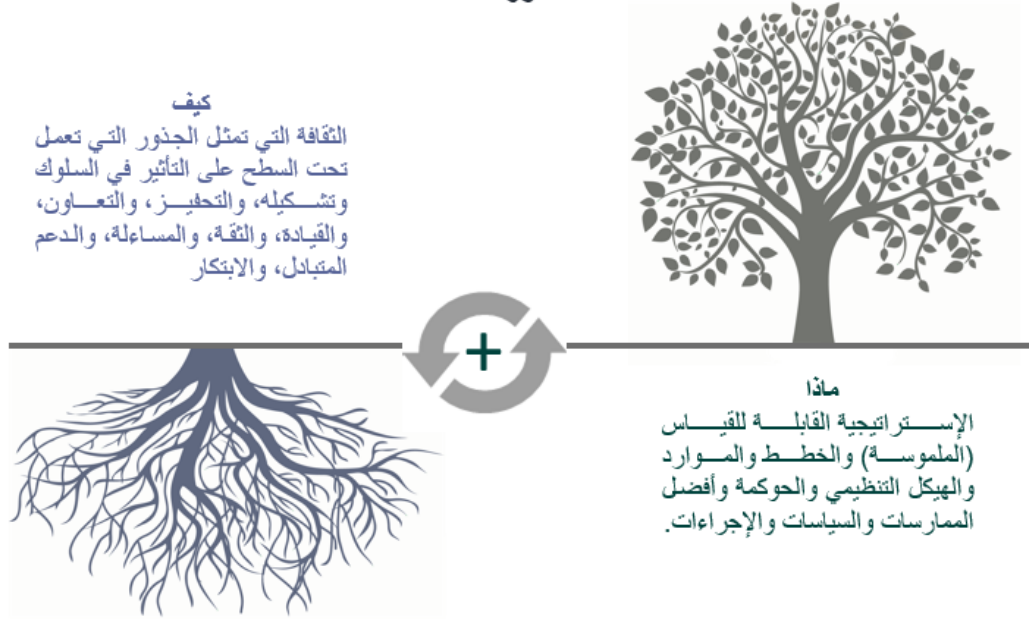 كيف
الثقافة التي تمثل الجذور التي تعمل
تحت السطح على التأثير في السلوك
وتشكيله، والتحفيز، والتعاون،
والقيادة، والثقة، والمساءلة، والدعم
المتبادل، والابتكار
+
ماذا
الإستراتيجية القابلة للقياس
(الملموسة) والخطط والموارد
والهيكل التنظيمي والحوكمة وأفضل
الممارسات والسياسات والإجراءات.